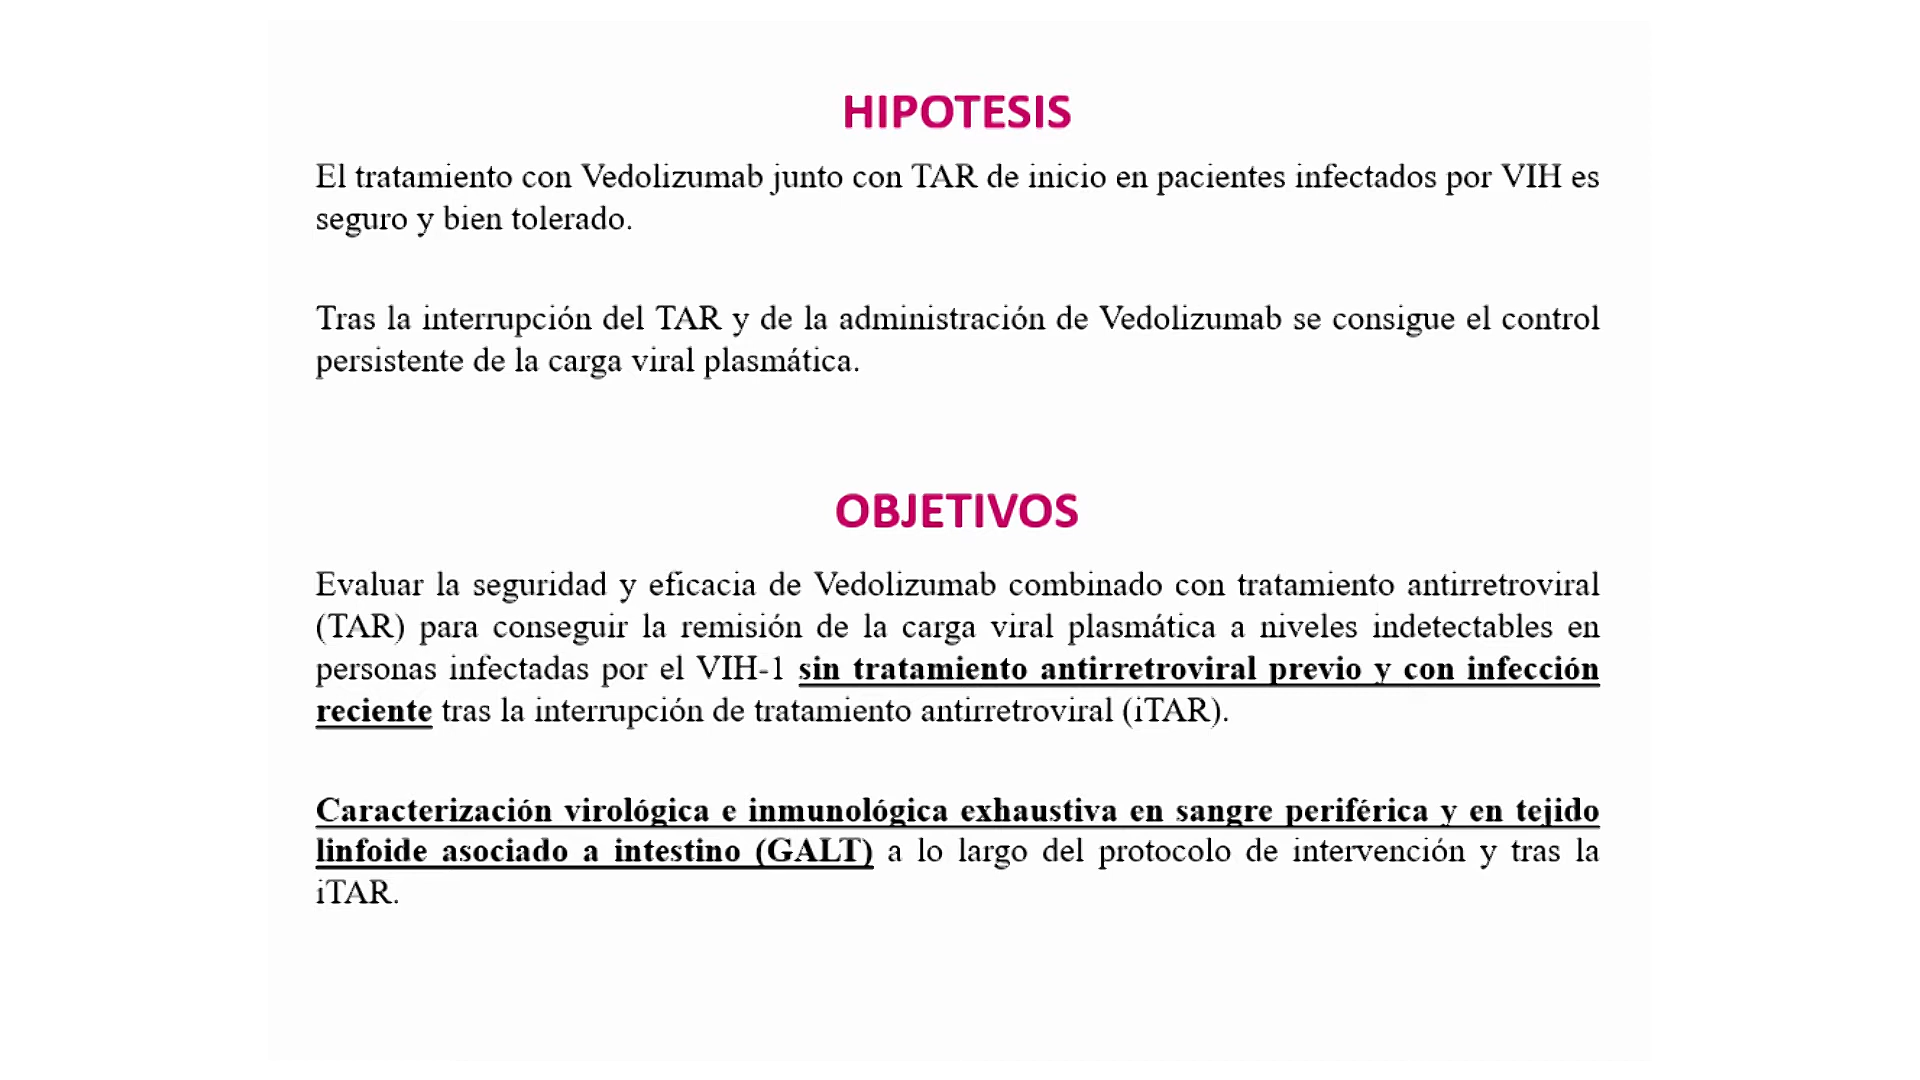 HIPOTESIS
El tratamiento con Vedolizumab junto con TAR de inicio en pacientes infectados por VIH es
seguro y bien tolerado.
Tras la interrupción del TAR y de la administración de Vedolizumab se consigue el control
persistente de la carga viral plasmática.
OBJETIVOS
Evaluar la seguridad y eficacia de Vedolizumab combinado con tratamiento antirretroviral
(TAR) para conseguir la remisión de la carga viral plasmática a niveles indetectables en
personas infectadas por el VIH-1 sin tratamiento antirretroviral previo y con infección
reciente tras la interrupción de tratamiento antirretroviral (iTAR).
Caracterización virológica e inmunológica exhaustiva en sangre periférica y en tejido
linfoide asociado a intestino (GALT) a lo largo del protocolo de intervención y tras la
iTAR.